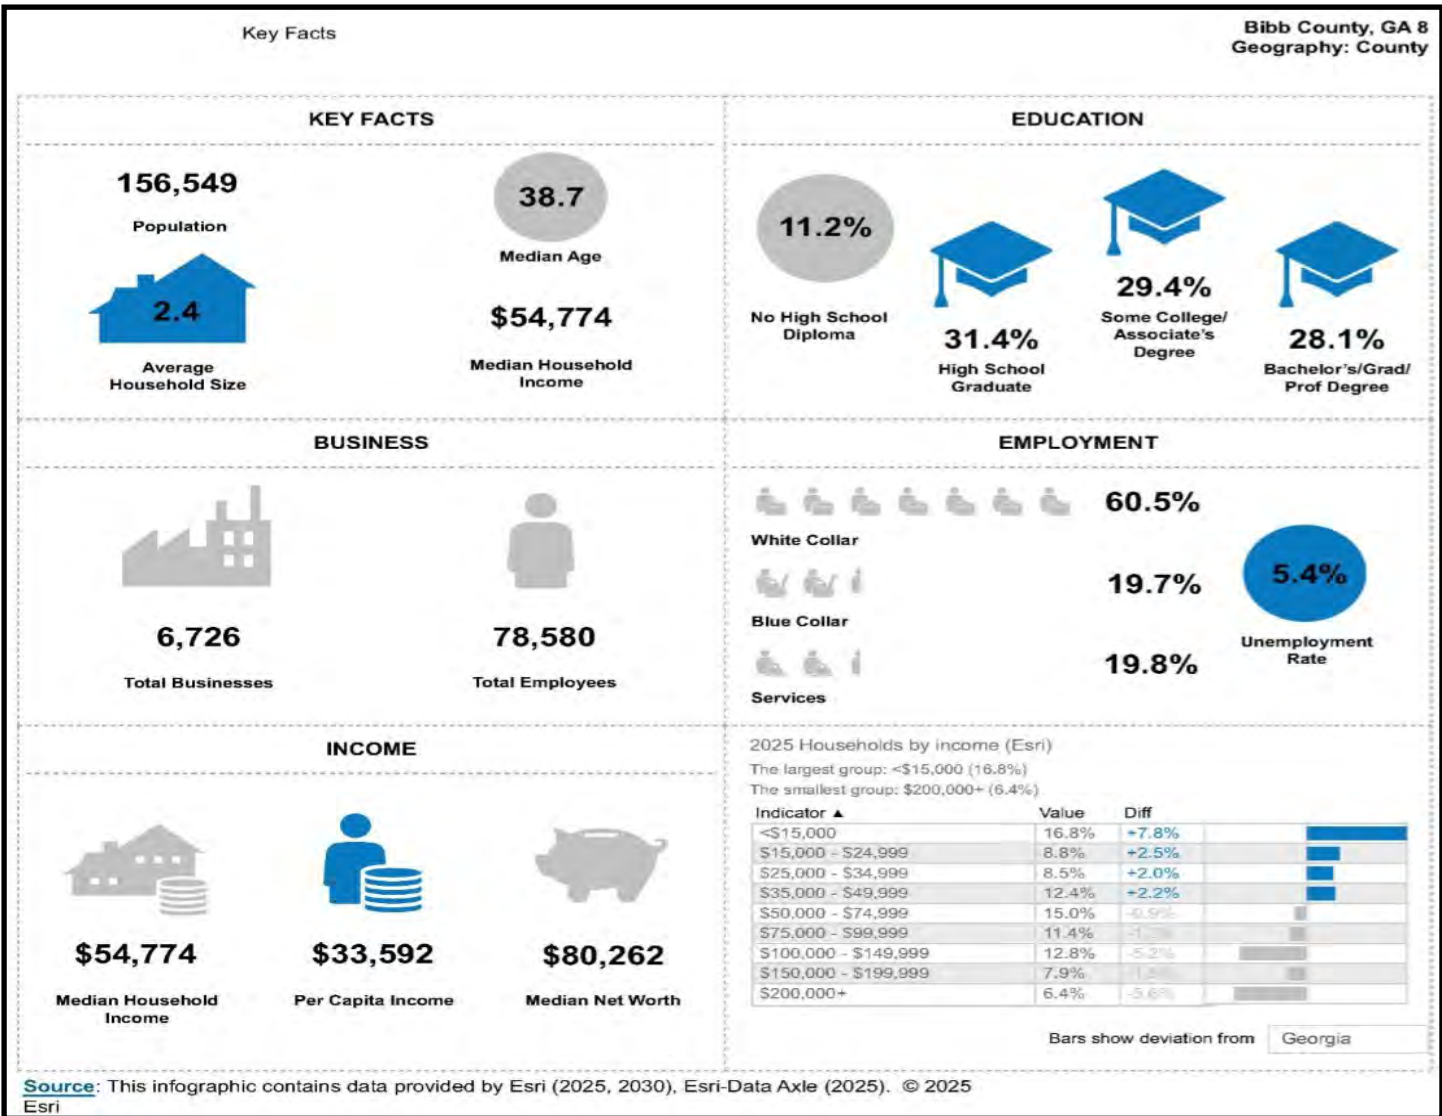 Key Facts
Bibb County, GA 8
Geography: County
KEY FACTS
156,549
Population
38.7
Median Age
2.4
Average
Household Size
$54,774
Median Household
Income
EDUCATION
11.2%
No High School
Diploma
31.4%
High School
Graduate
29.4%
Some College/
Associate's
Degree
28.1%
Bachelor's/Grad/
Prof Degree
BUSINESS
6,726
Total Businesses
78,580
Total Employees
EMPLOYMENT
60.5%
White Collar
19.7%
Blue Collar
19.8%
Services
5.4%
Unemployment
Rate
INCOME
$54,774
Median Household
Income
$33,592
Per Capita Income
$80,262
Median Net Worth
2025 Households by income (Esri)
The largest group: <$15,000 (16.8%)
The smallest group: $200,000+ (6.4%)
Indicator ▲ Value Diff
<$15,000 16.8% +7.8%
$15,000 - $24,999 8.8% +2.5%
$25,000 - $34,999 8.5% +2.0%
$35,000 - $49,999 12.4% +2.2%
$50,000 - $74,999 15.0% -0.9%
$75,000 - $99,999 11.4%
$100,000 - $149,999 12.8% -5.2%
$150,000 - $199,999 7.9%
$200,000+ 6.4% -5.6%
Bars show deviation from Georgia
Source: This infographic contains data provided by Esri (2025, 2030), Esri-Data Axle (2025). © 2025
Esri